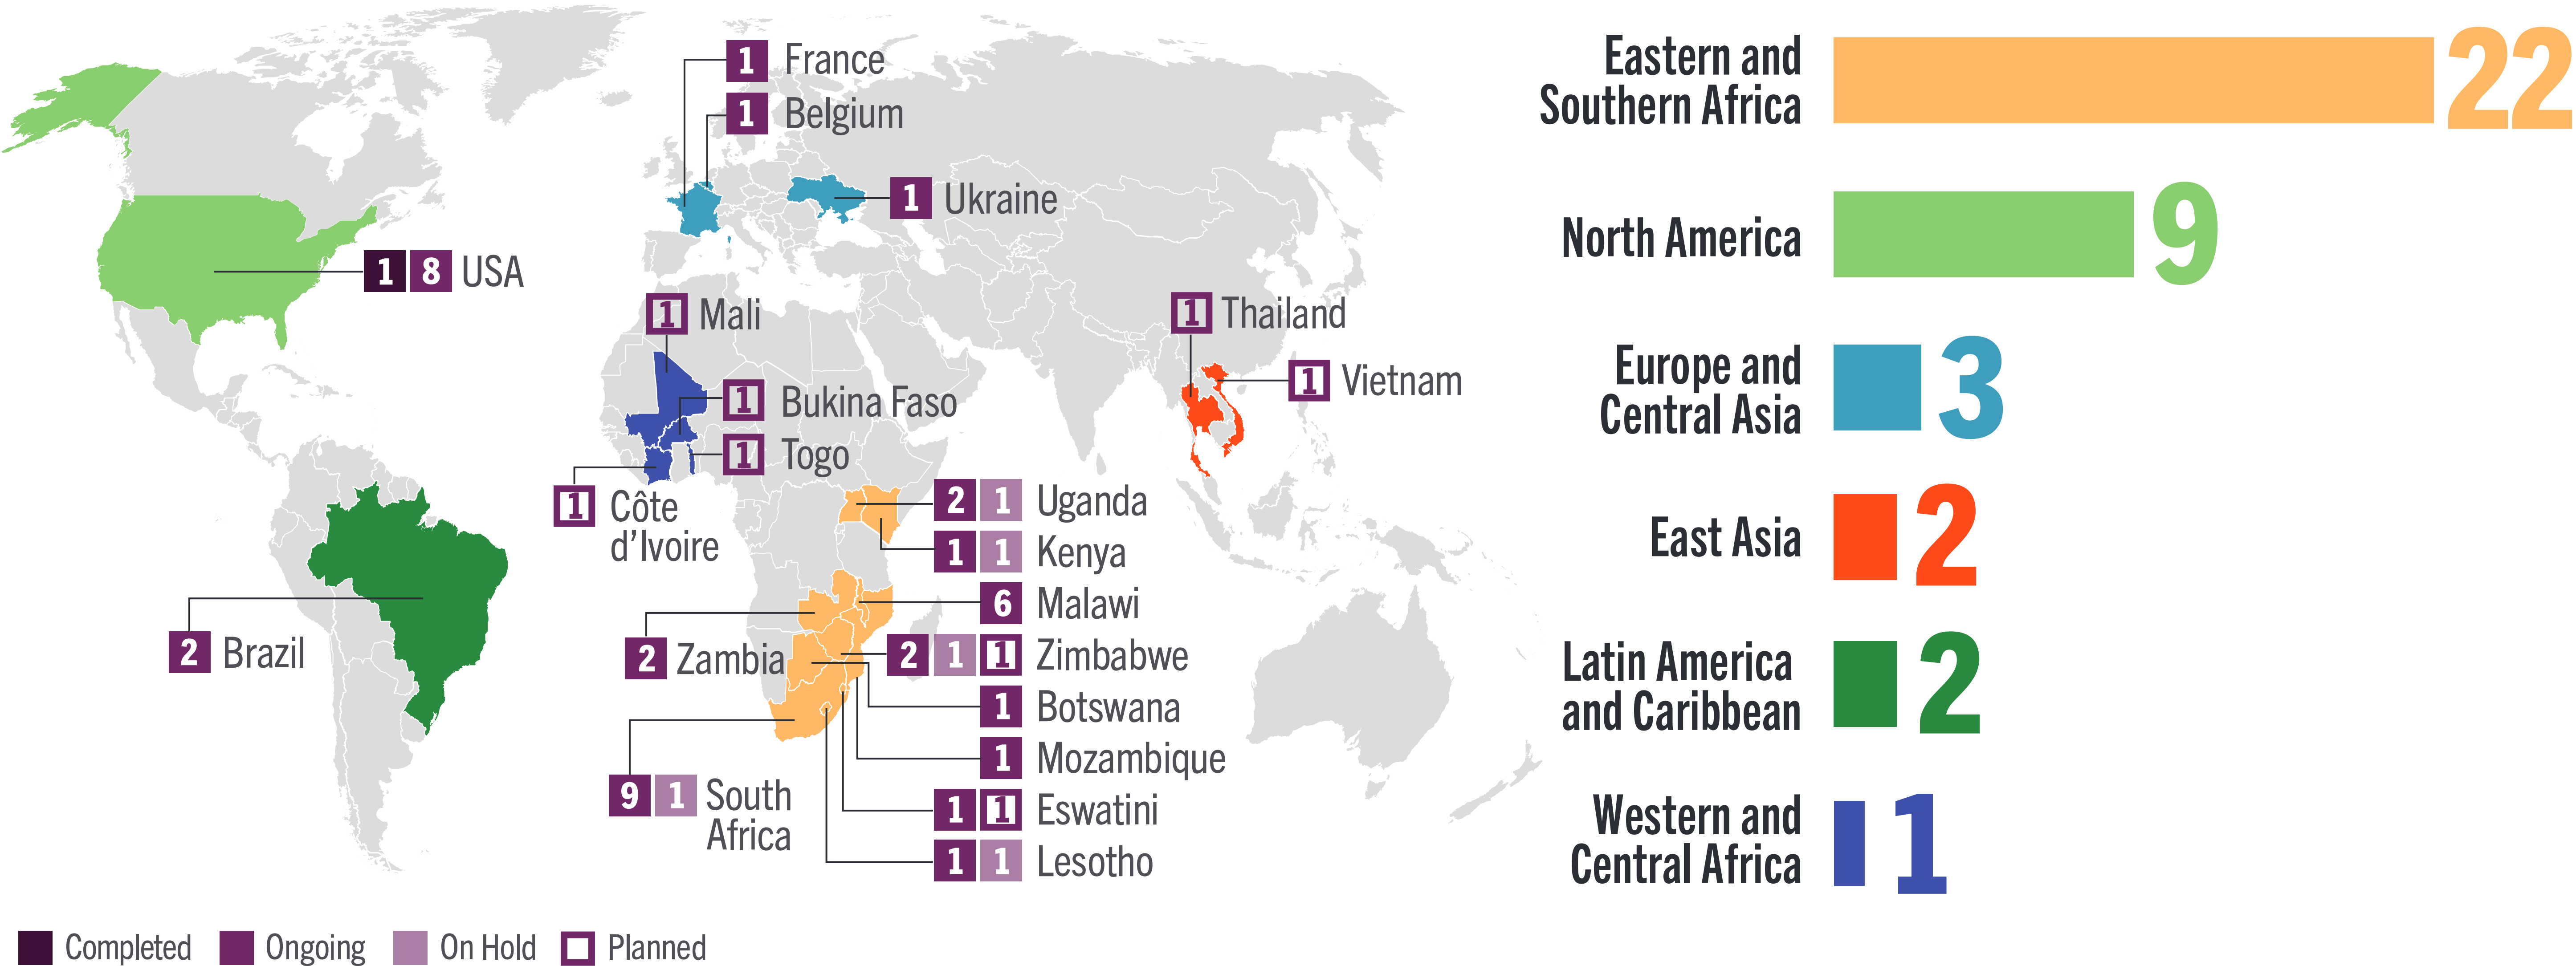 1 France
1 Belgium
1 Ukraine
1 8 USA
1 Mali
1 Thailand
1 Vietnam
1 Bukina Faso
1 Togo
1 Côte
d’Ivoire
2 1 Uganda
1 1 Kenya
6 Malawi
2 Brazil
2 Zambia
2 1 1 Zimbabwe
1 Botswana
1 Mozambique
9 1 South
Africa
1 1 Eswatini
1 1 Lesotho
Completed
Ongoing
On Hold
Planned
Eastern and
Southern Africa
22
North America
9
Europe and
Central Asia
3
East Asia
2
Latin America
and Caribbean
2
Western and
Central Africa
1